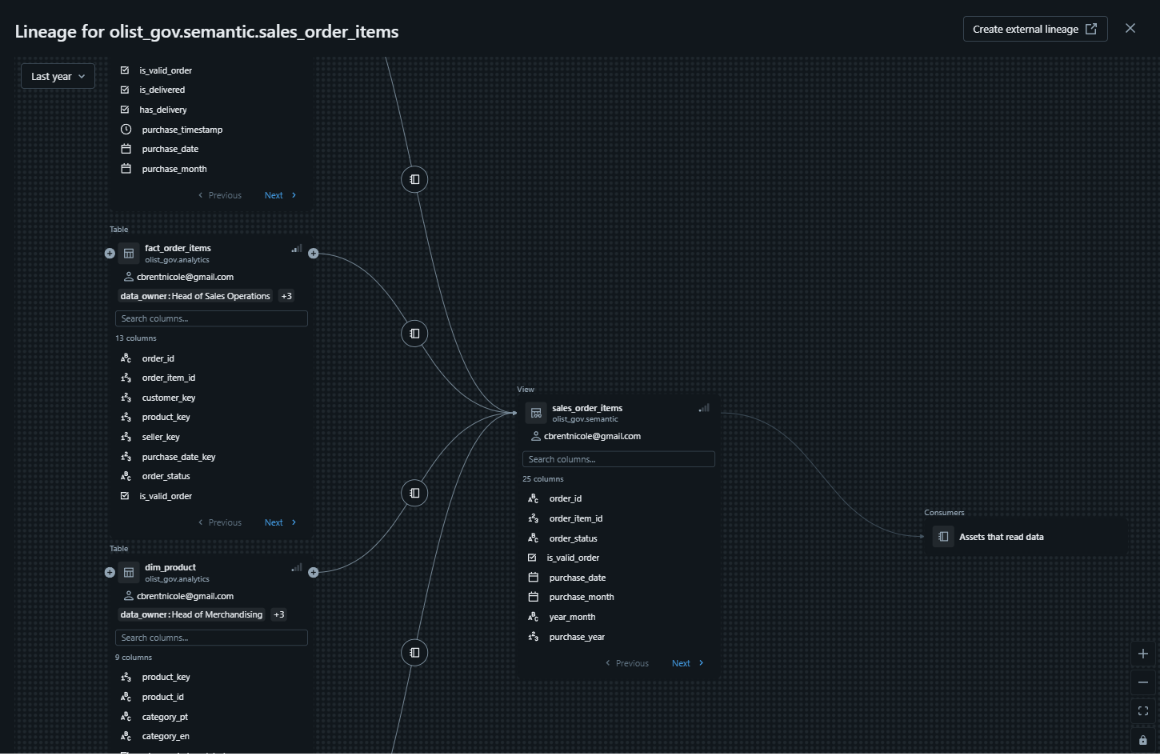 Lineage for olist_gov.semantic.sales_order_items
Create external lineage
Last year
is_valid_order
is_delivered
has_delivery
purchase_timestamp
purchase_date
purchase_month
Previous Next
Table
fact_order_items
olist_gov.analytics
cbrentnicole@gmail.com
data_owner: Head of Sales Operations +3
Search columns...
13 columns
order_id
order_item_id
customer_key
product_key
seller_key
purchase_date_key
order_status
is_valid_order
Previous Next
Table
dim_product
olist_gov.analytics
cbrentnicole@gmail.com
data_owner: Head of Merchandising +3
Search columns...
9 columns
product_key
product_id
category_pt
category_en
View
sales_order_items
olist_gov.semantic
cbrentnicole@gmail.com
Search columns...
25 columns
order_id
order_item_id
order_status
is_valid_order
purchase_date
purchase_month
year_month
purchase_year
Previous Next
Consumers
Assets that read data